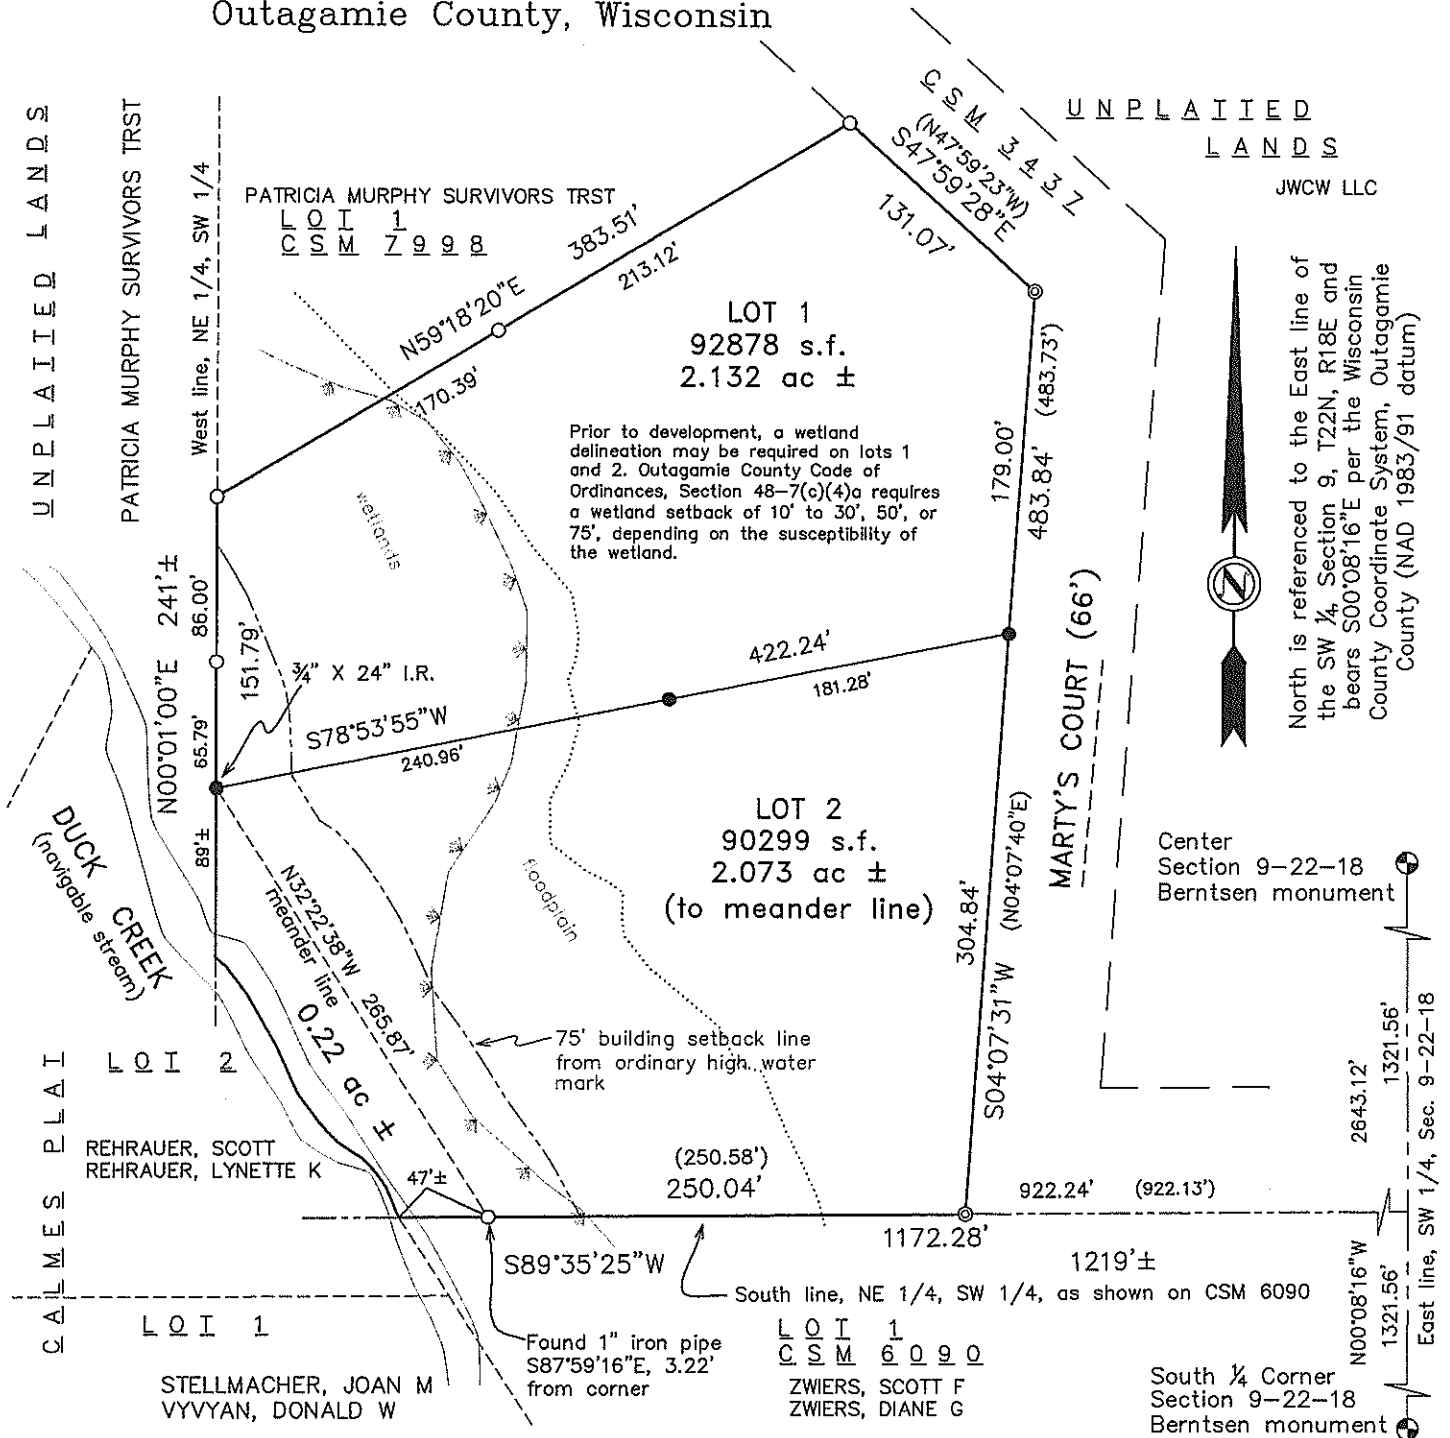 Outagamie County, Wisconsin
UNPLATTED LANDS
PATRICIA MURPHY SURVIVORS TRST
West line, NE 1/4, SW 1/4
PATRICIA MURPHY SURVIVORS TRST
LOT 1
CSM 7998
N59°18'20"E
383.51'
213.12'
170.39'
CSM 3437
(N47°59'23"W)
S47°59'28"E
131.07'
UNPLATTED
LANDS
JWCW LLC
LOT 1
92878 s.f.
2.132 ac ±
Prior to development, a wetland
delineation may be required on lots 1
and 2. Outagamie County Code of
Ordinances, Section 48-7(c)(4)a requires
a wetland setback of 10' to 30', 50', or
75', depending on the susceptibility of
the wetland.
wetlands
(483.73')
179.00'
483.84'
North is referenced to the East line of
the SW ¼, Section 9, T22N, R18E and
bears S00°08'16"E per the Wisconsin
County Coordinate System, Outagamie
County (NAD 1983/91 datum)
N
N00°01'00"E 241'±
86.00'
151.79'
65.79'
89'±
¾" X 24" I.R.
S78°53'55"W
240.96'
422.24'
181.28'
MARTY'S COURT (66')
DUCK CREEK
(navigable stream)
N32°22'38"W 265.87'
meander line
0.22 ac ±
floodplain
LOT 2
90299 s.f.
2.073 ac ±
(to meander line)
304.84'
(N04°07'40"E)
S04°07'31"W
Center
Section 9-22-18
Berntsen monument
75' building setback line
from ordinary high water
mark
CALMES PLAT
LOT 2
REHRAUER, SCOTT
REHRAUER, LYNETTE K
47'±
(250.58')
250.04'
922.24' (922.13')
1172.28'
S89°35'25"W
1219'±
2643.12'
1321.56'
East line, SW 1/4, Sec. 9-22-18
N00°08'16"W
1321.56'
South line, NE 1/4, SW 1/4, as shown on CSM 6090
LOT 1
STELLMACHER, JOAN M
VYVYAN, DONALD W
Found 1" iron pipe
S87°59'16"E, 3.22'
from corner
LOT 1
CSM 6090
ZWIERS, SCOTT F
ZWIERS, DIANE G
South ¼ Corner
Section 9-22-18
Berntsen monument